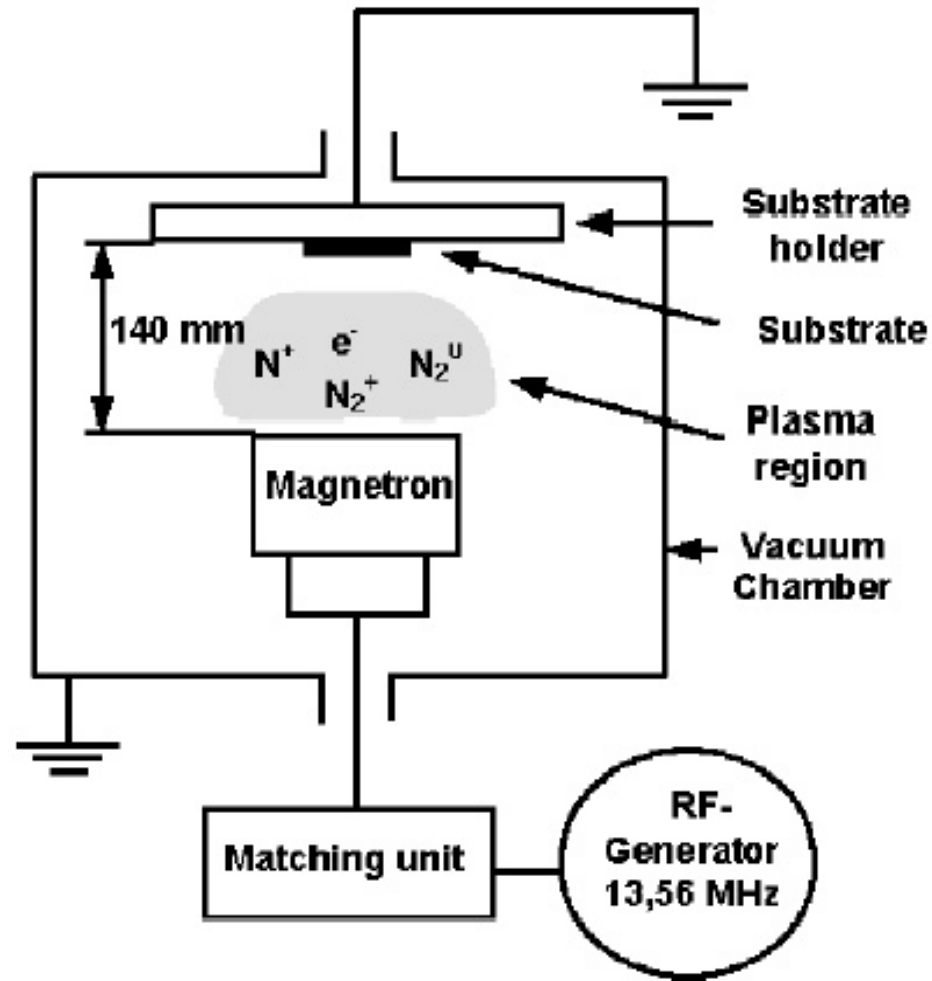 Substrate
holder
140 mm
Substrate
N⁺ e⁻ N₂⁺ N₂ᵁ
Plasma
region
Magnetron
Vacuum
Chamber
Matching unit
RF-
Generator
13,56 MHz